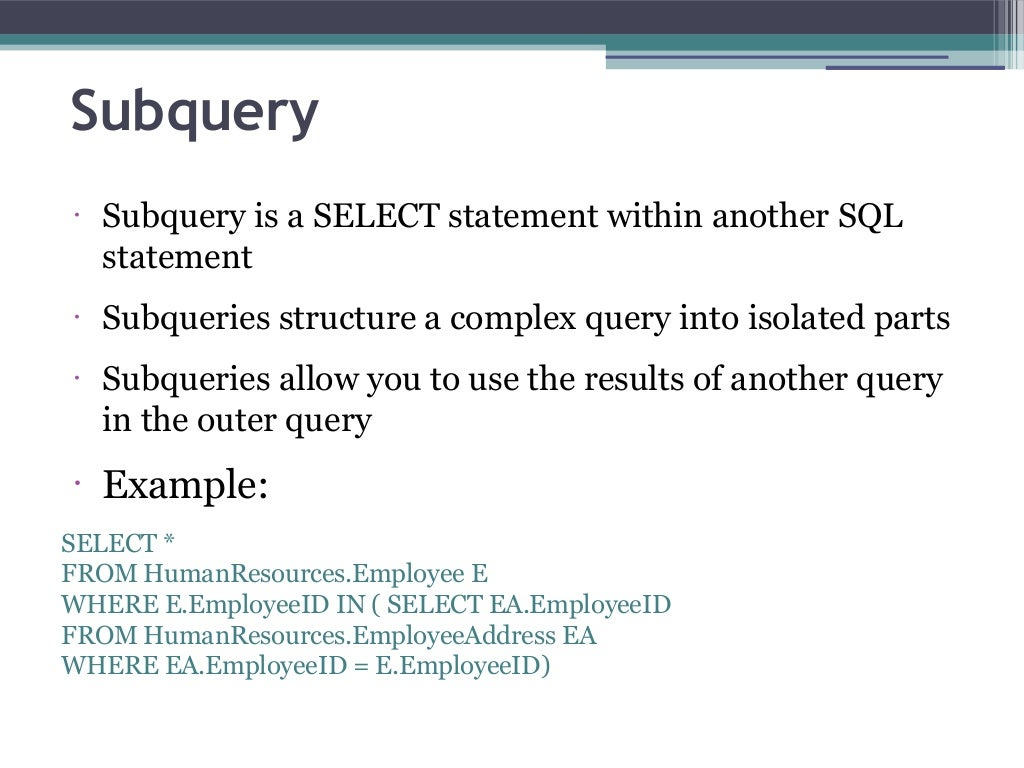 Subquery
· Subquery is a SELECT statement within another SQL
statement
· Subqueries structure a complex query into isolated parts
· Subqueries allow you to use the results of another query
in the outer query
· Example:
SELECT *
FROM HumanResources.Employee E
WHERE E.EmployeeID IN ( SELECT EA.EmployeeID
FROM HumanResources.EmployeeAddress EA
WHERE EA.EmployeeID = E.EmployeeID)